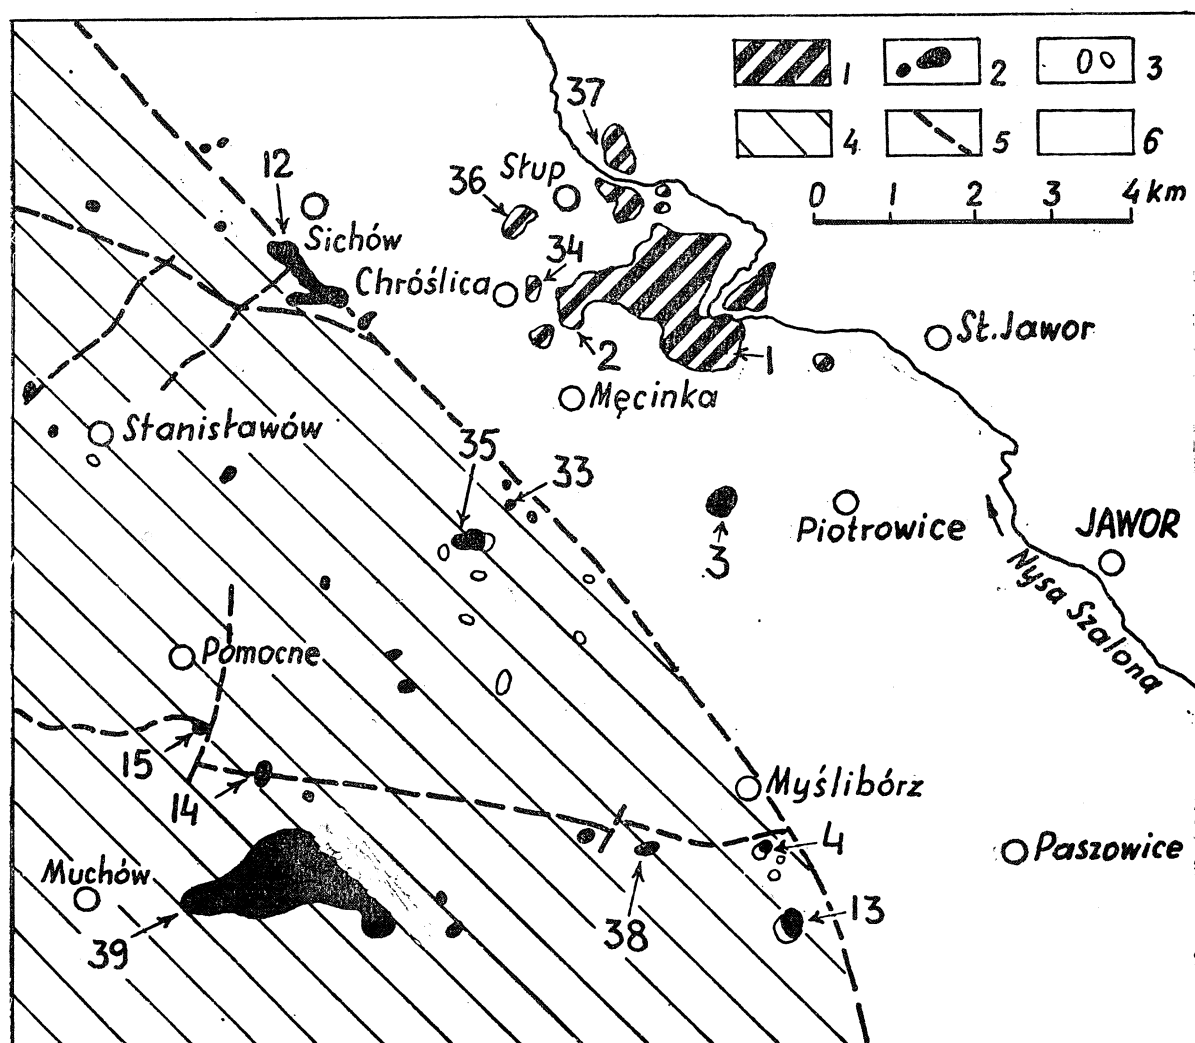 1
2
3
4
5
6
0 1 2 3 4 km
37
12
36
Słup
Sichów
34
Chróślica
St.Jawor
2
1
Męcinka
Stanisławów
35
33
3
Piotrowice
JAWOR
Nysa Szalona
Pomocne
15
14
Myślibórz
4
Paszowice
Muchów
13
38
39